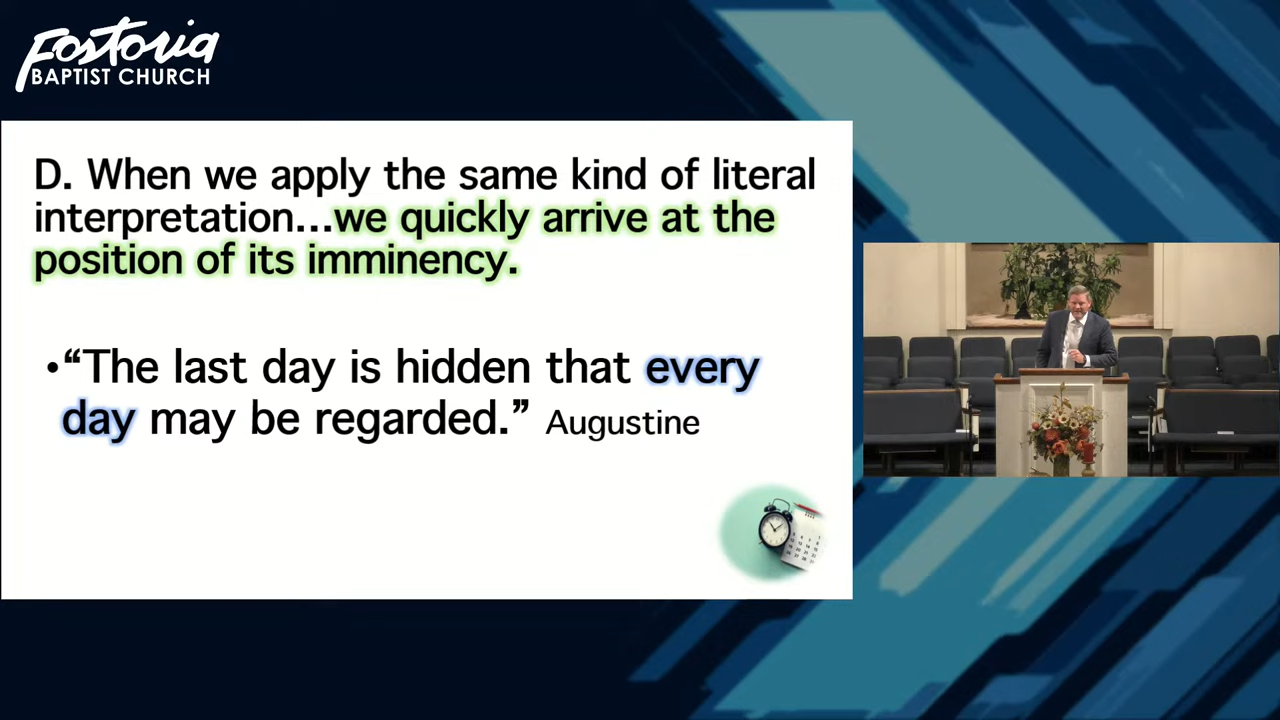 Fostoria
BAPTIST CHURCH
D. When we apply the same kind of literal
interpretation...we quickly arrive at the
position of its imminency.
•“The last day is hidden that every
day may be regarded.” Augustine